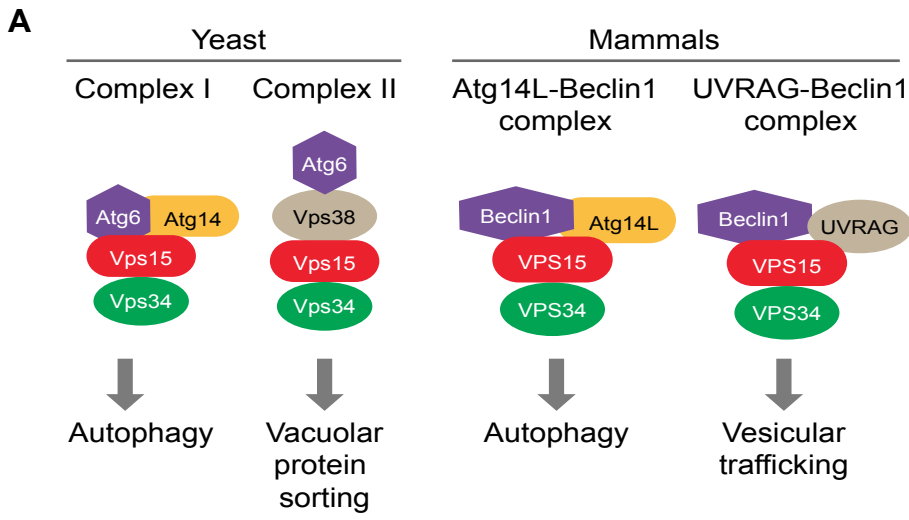 A
Yeast
Mammals
Complex I
Complex II
Atg14L-Beclin1
complex
UVRAG-Beclin1
complex
Atg6
Atg14
Vps15
Vps34
Atg6
Vps38
Vps15
Vps34
Beclin1
Atg14L
VPS15
VPS34
Beclin1
UVRAG
VPS15
VPS34
Autophagy
Vacuolar
protein
sorting
Autophagy
Vesicular
trafficking